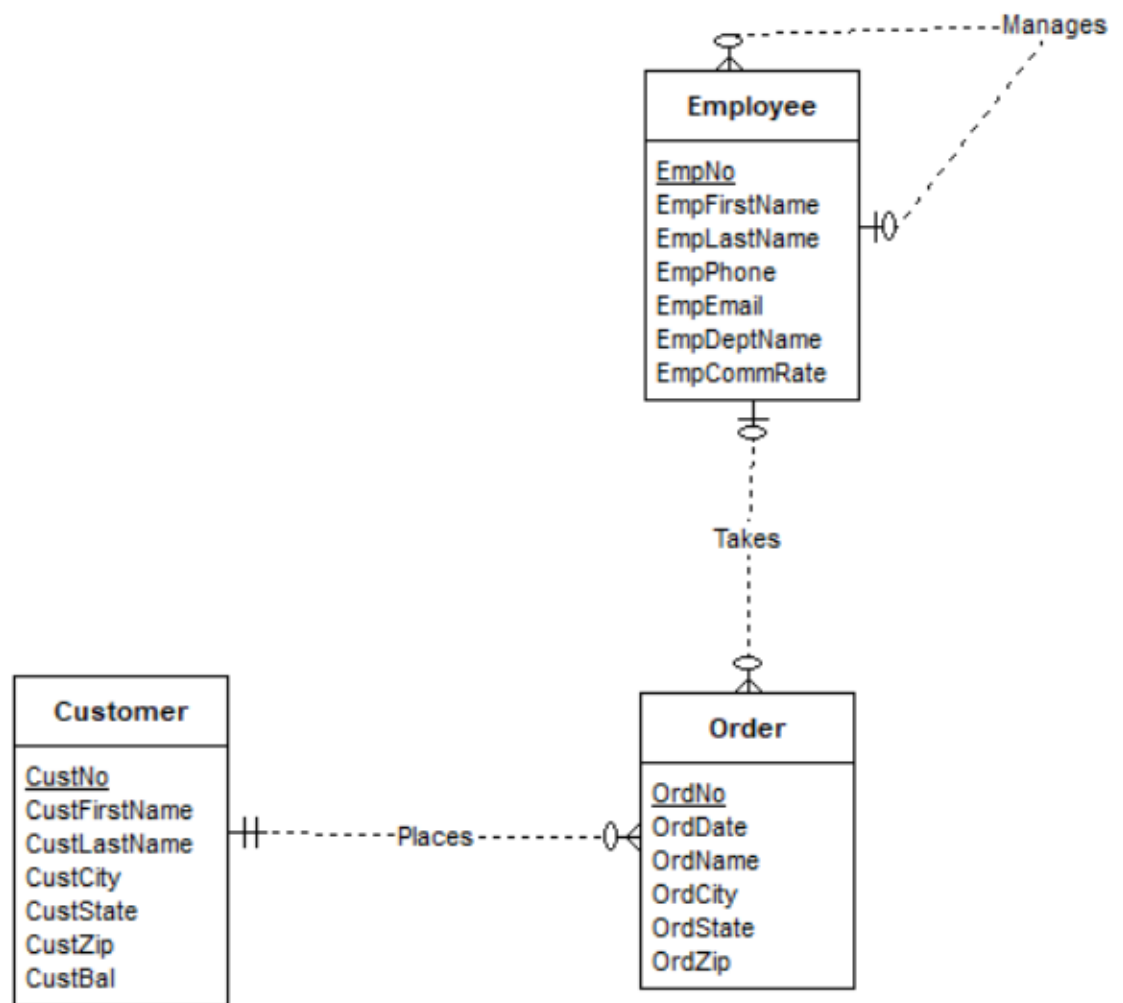 Manages
Employee
EmpNo
EmpFirstName
EmpLastName
EmpPhone
EmpEmail
EmpDeptName
EmpCommRate
Takes
Customer
CustNo
CustFirstName
CustLastName
CustCity
CustState
CustZip
CustBal
Places
Order
OrdNo
OrdDate
OrdName
OrdCity
OrdState
OrdZip